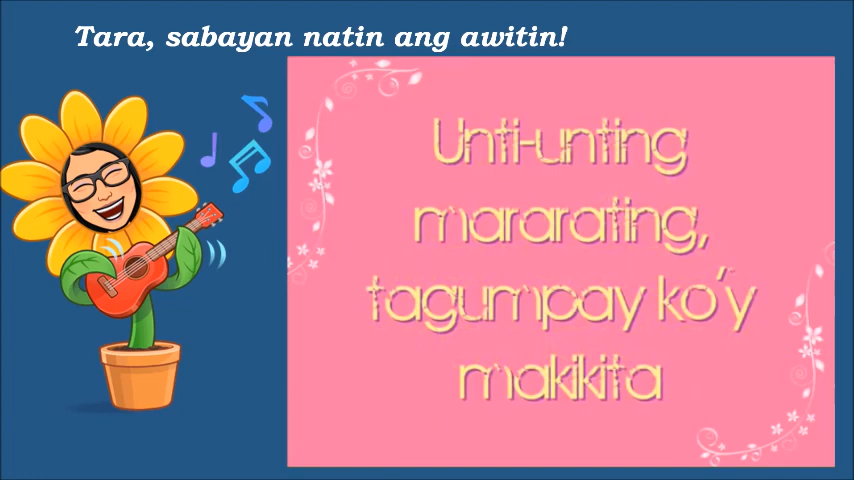 Tara, sabayan natin ang awitin!
Unti-unting
mararating,
tagumpay ko'y
makikita